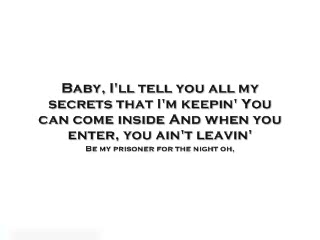 Baby, I'll tell you all my
secrets that I'm keepin' You
can come inside And when you
enter, you ain't leavin'
Be my prisoner for the night oh,